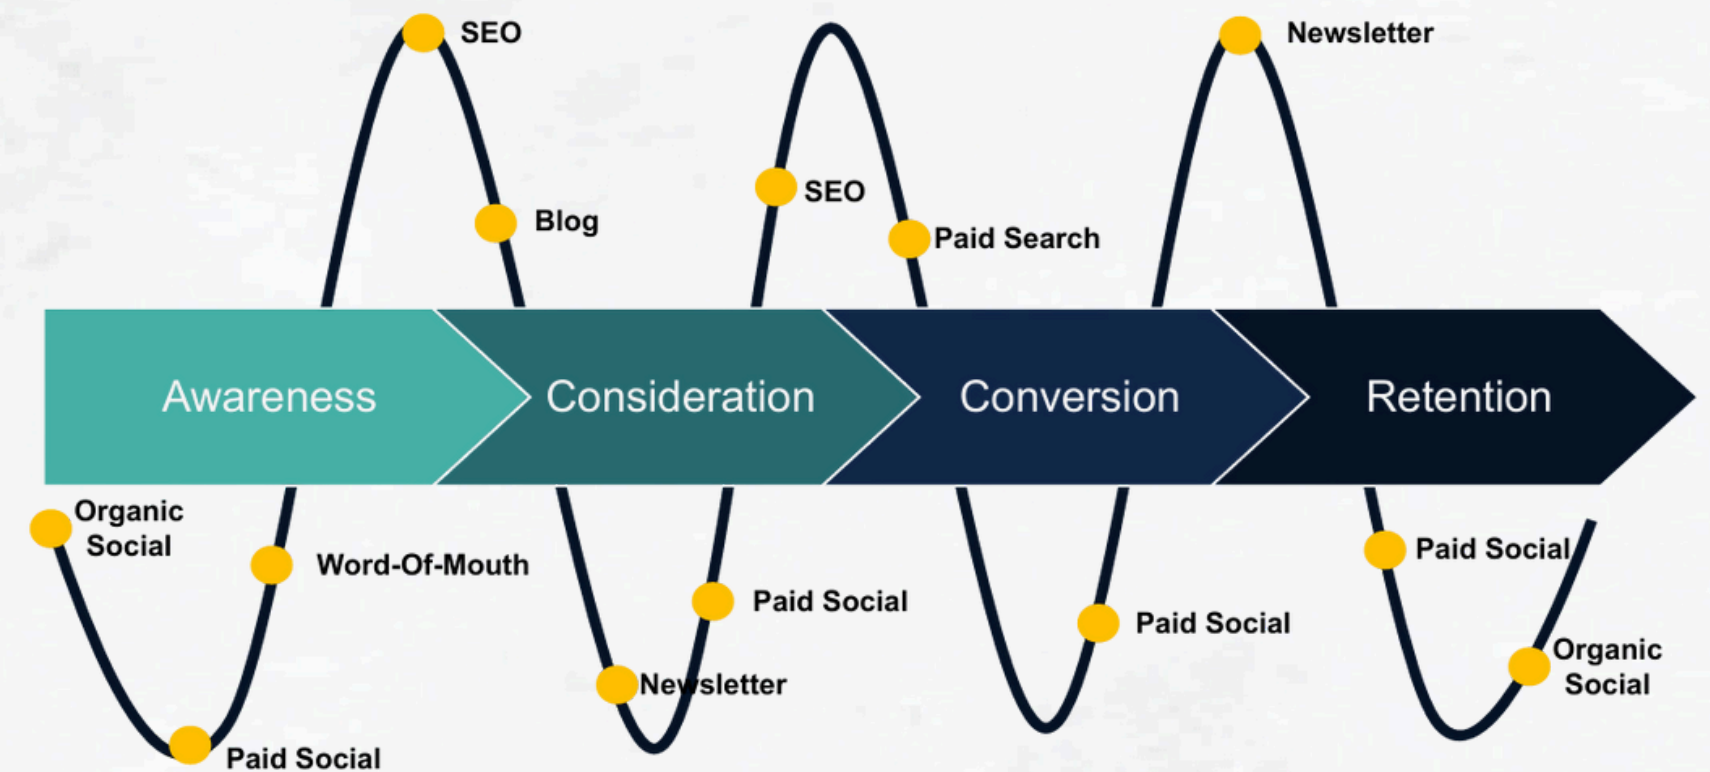 SEO
Newsletter
SEO
Blog
Paid Search
Awareness
Consideration
Conversion
Retention
Organic
Social
Word-Of-Mouth
Paid Social
Paid Social
Paid Social
Newsletter
Organic
Social
Paid Social